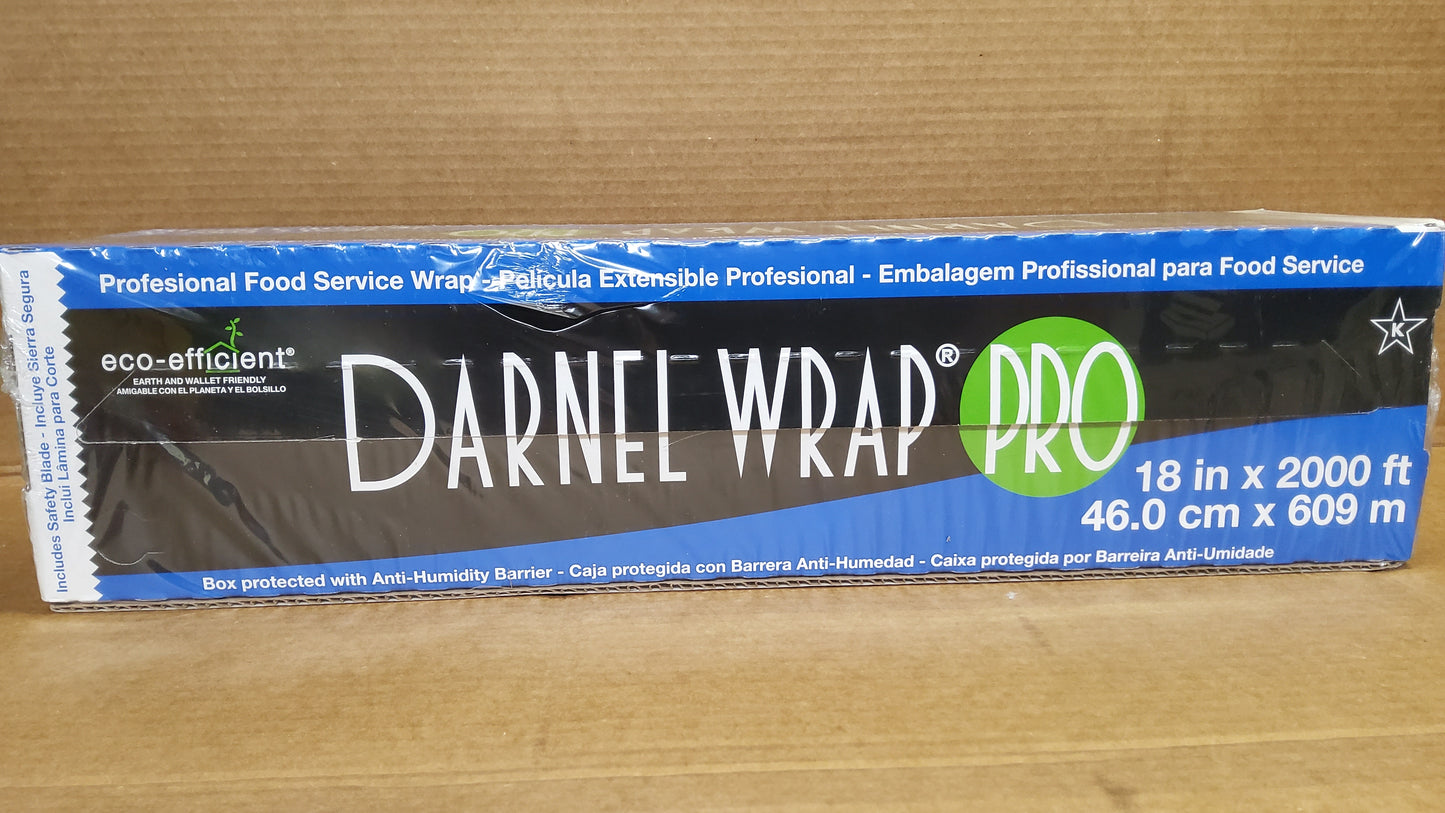 Profesional Food Service Wrap - Película Extensible Profesional - Embalagem Profissional para Food Service
Includes Safety Blade - Incluye Sierra Segura
Incluí Lâmina para Corte
eco-efficient®
EARTH AND WALLET FRIENDLY
AMIGABLE CON EL PLANETA Y EL BOLSILLO
DARNEL WRAP® PRO
K
18 in x 2000 ft
46.0 cm x 609 m
Box protected with Anti-Humidity Barrier - Caja protegida con Barrera Anti-Humedad - Caixa protegida por Barreira Anti-Umidade